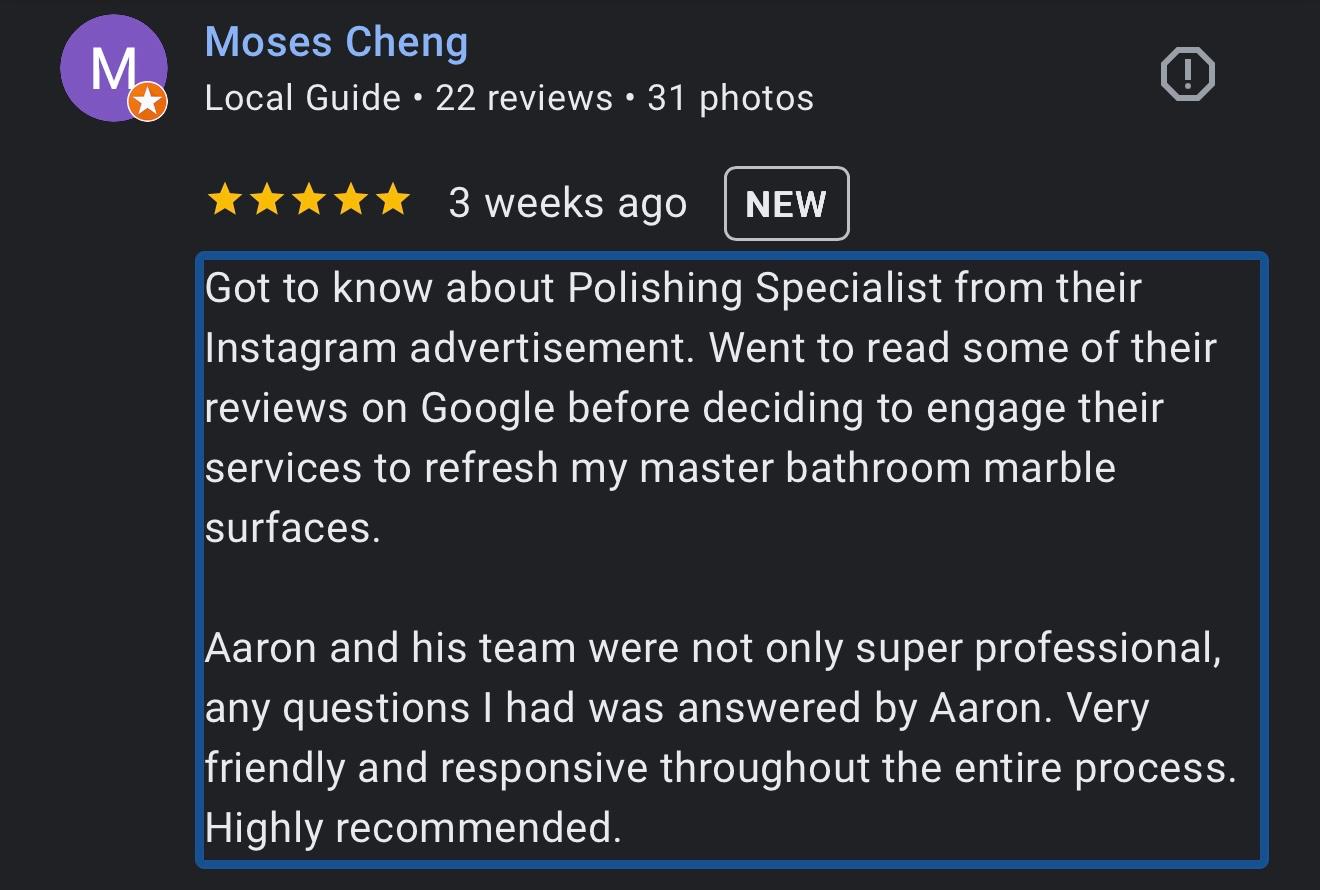 M
Moses Cheng
Local Guide • 22 reviews • 31 photos
3 weeks ago NEW
Got to know about Polishing Specialist from their
Instagram advertisement. Went to read some of their
reviews on Google before deciding to engage their
services to refresh my master bathroom marble
surfaces.
Aaron and his team were not only super professional,
any questions I had was answered by Aaron. Very
friendly and responsive throughout the entire process.
Highly recommended.